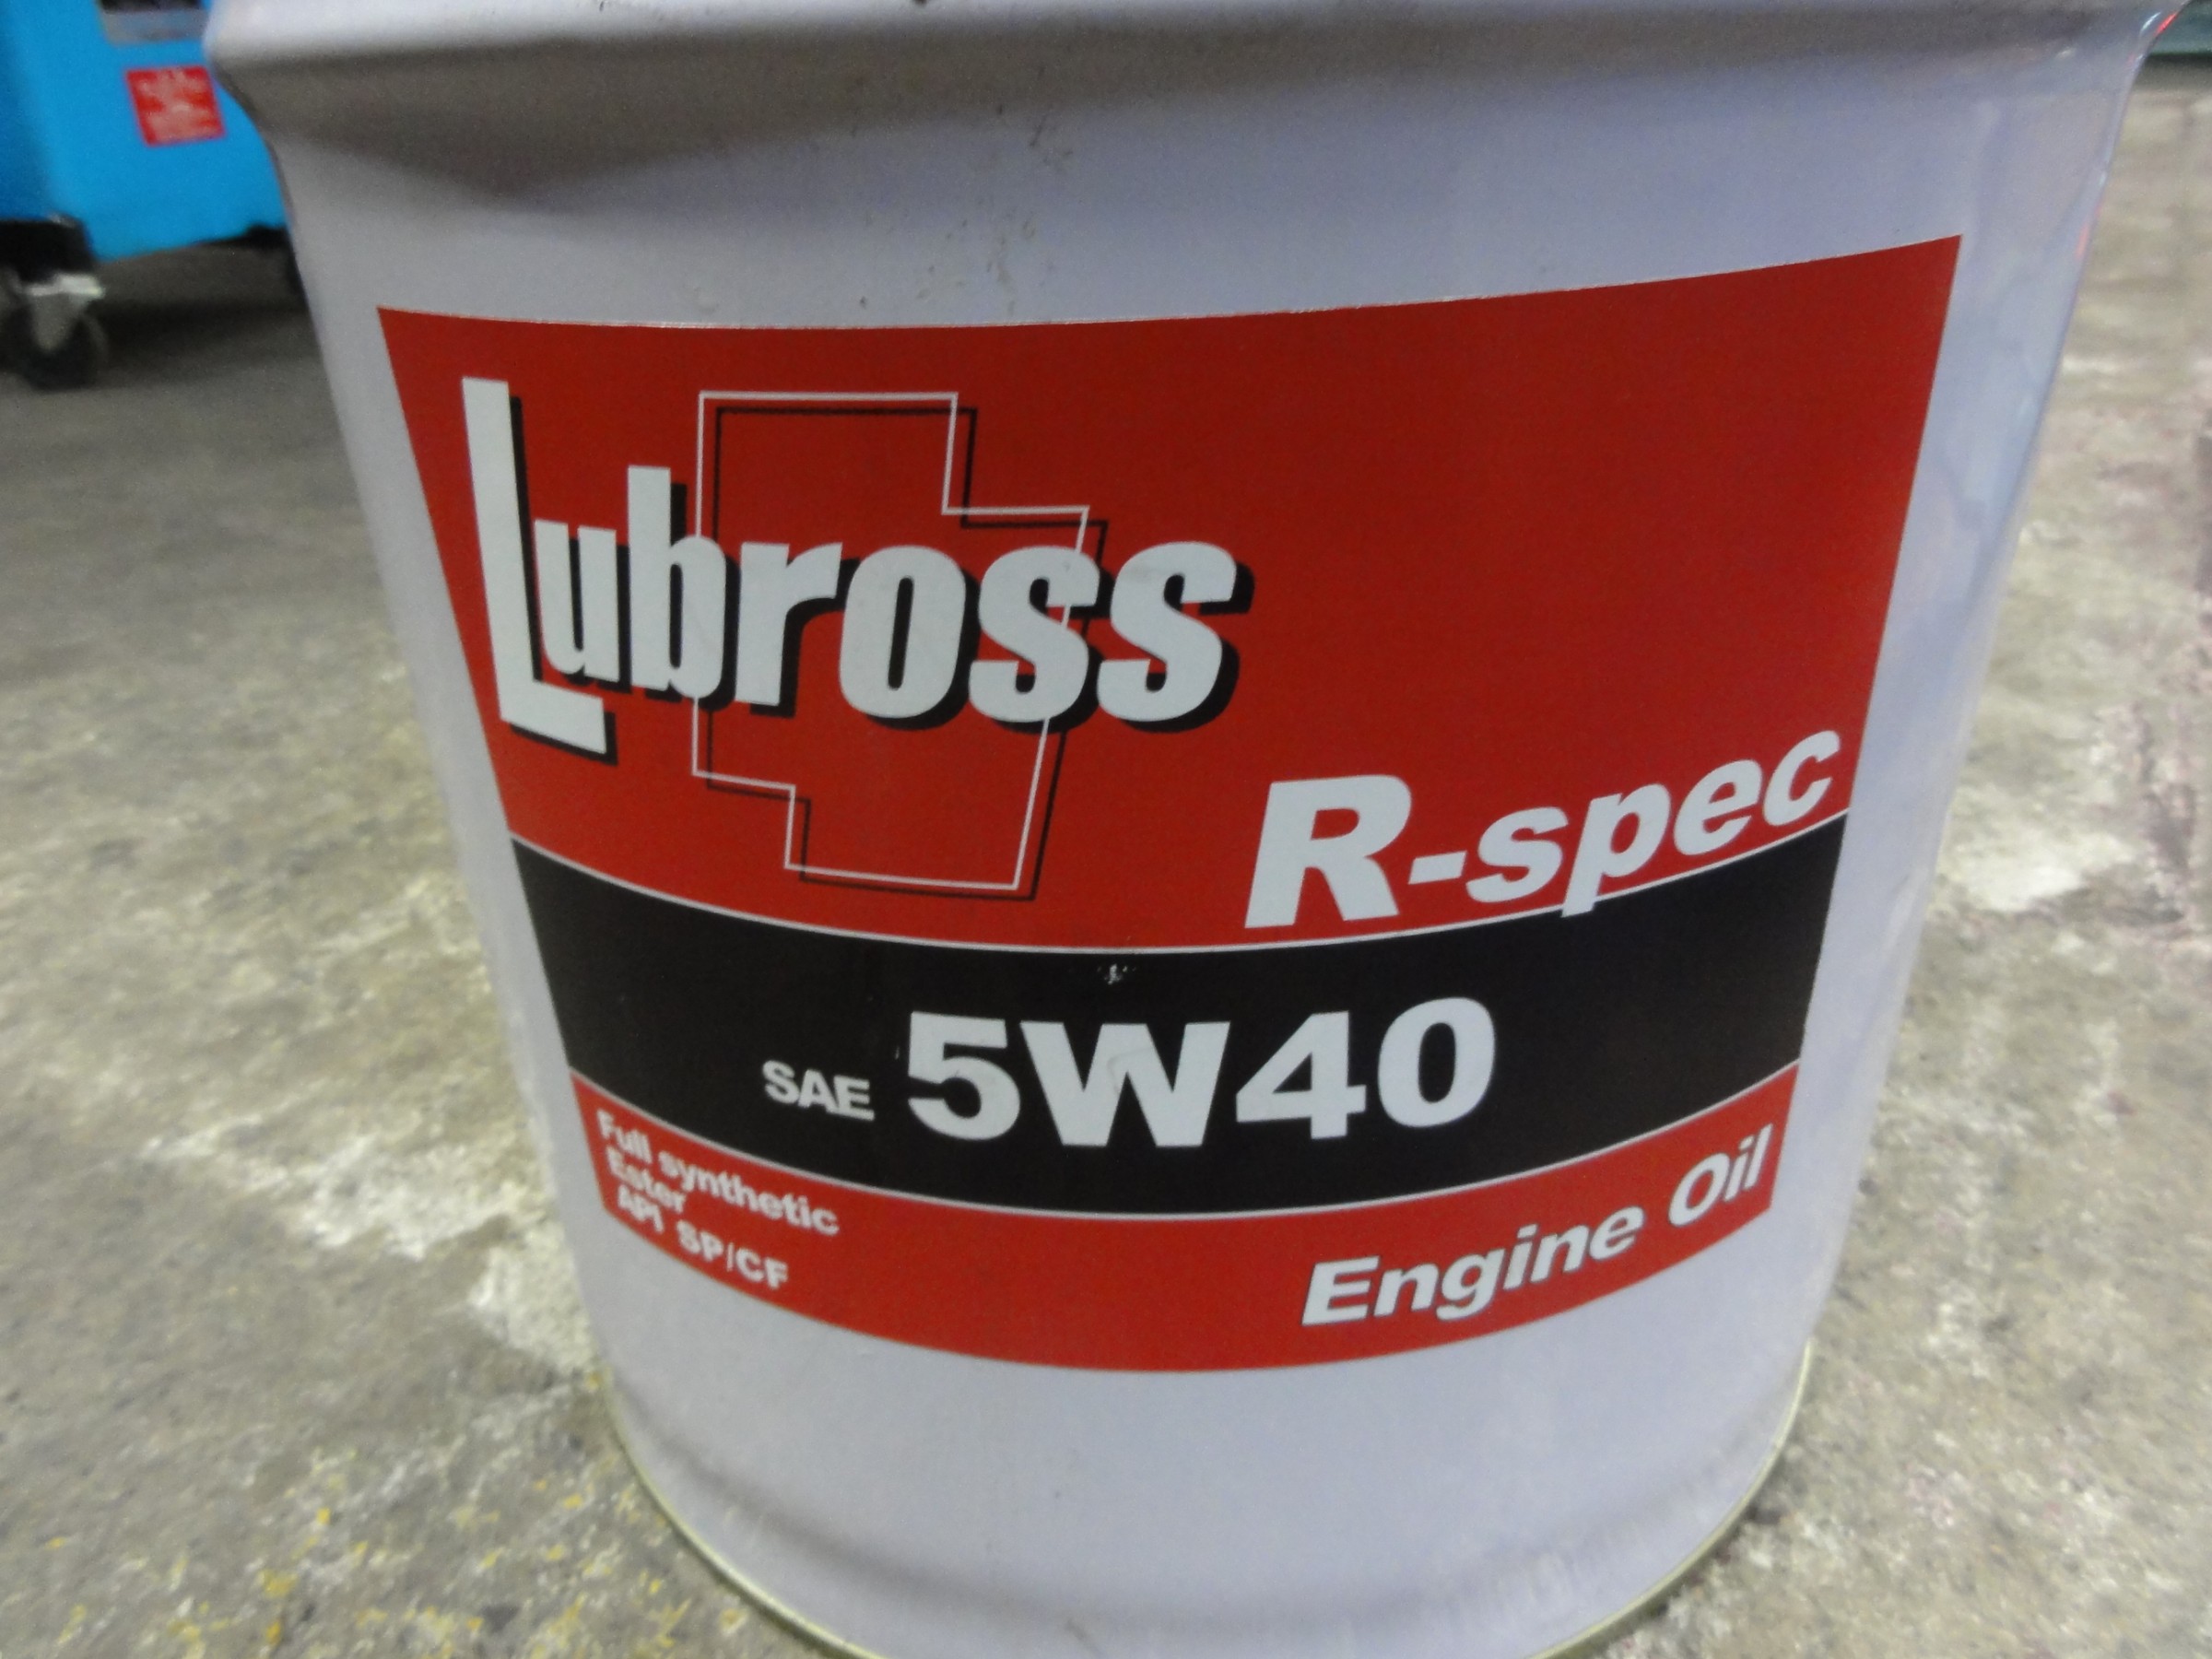 Lubross
R-spec
SAE 5W40
Full synthetic
Ester
API SP/CF
Engine Oil